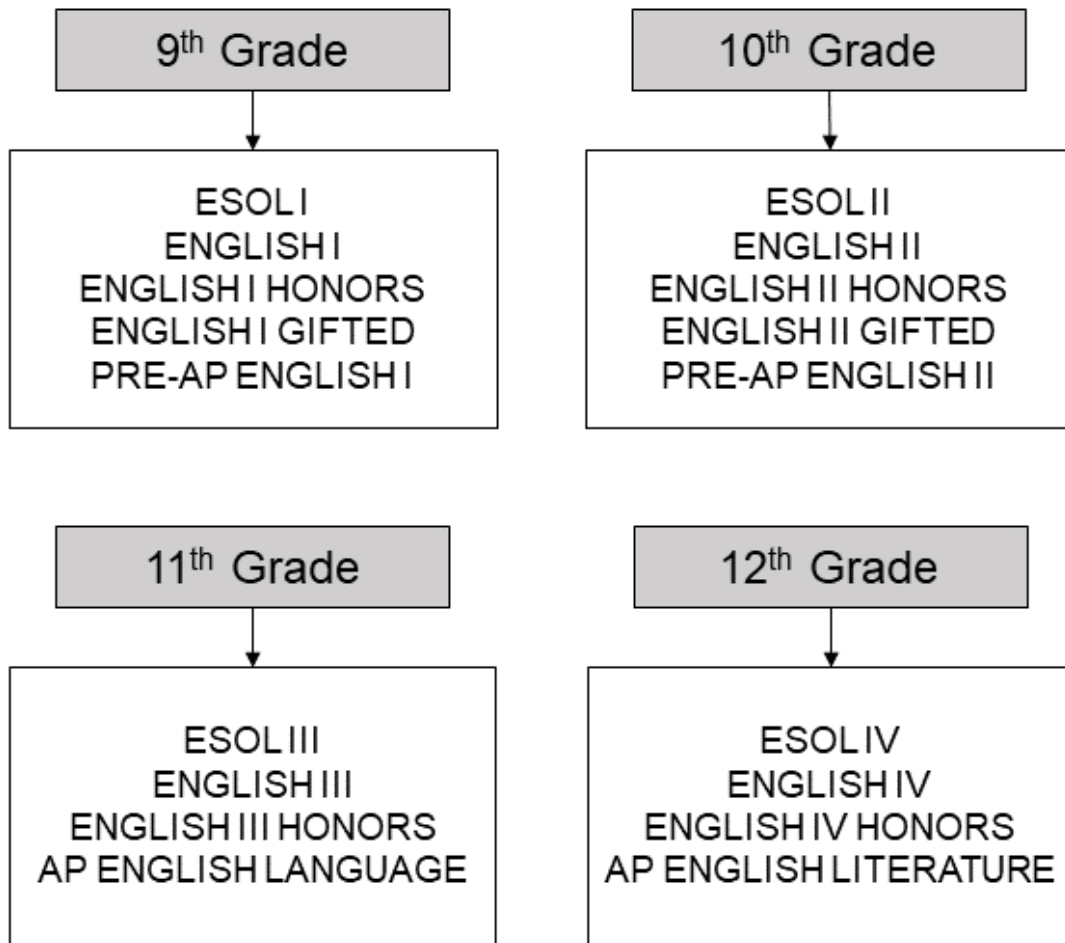 9th Grade
ESOL I
ENGLISH I
ENGLISH I HONORS
ENGLISH I GIFTED
PRE-AP ENGLISH I
10th Grade
ESOL II
ENGLISH II
ENGLISH II HONORS
ENGLISH II GIFTED
PRE-AP ENGLISH II
11th Grade
ESOL III
ENGLISH III
ENGLISH III HONORS
AP ENGLISH LANGUAGE
12th Grade
ESOL IV
ENGLISH IV
ENGLISH IV HONORS
AP ENGLISH LITERATURE